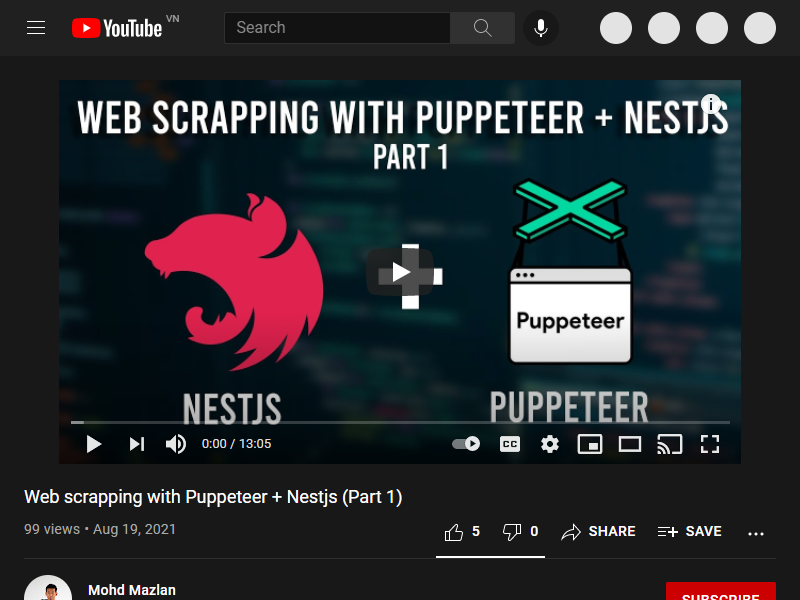 YouTube VN
Search
WEB SCRAPPING WITH PUPPETEER + NESTJS
PART 1
Puppeteer
NESTJS
PUPPETEER
0:00 / 13:05
CC
Web scrapping with Puppeteer + Nestjs (Part 1)
99 views • Aug 19, 2021
5
0
SHARE
SAVE
Mohd Mazlan
SUBSCRIBE